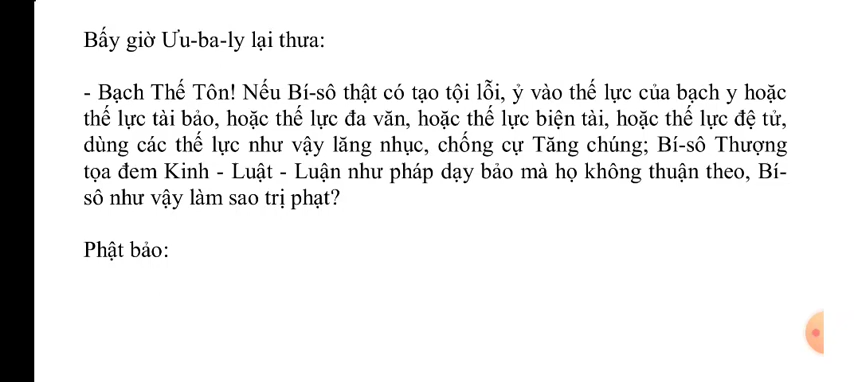 Bấy giờ Ưu-ba-ly lại thưa:
- Bạch Thế Tôn! Nếu Bí-sô thật có tạo tội lỗi, ỷ vào thế lực của bạch y hoặc
thế lực tài bảo, hoặc thế lực đa văn, hoặc thế lực biện tài, hoặc thế lực đệ tử,
dùng các thế lực như vậy lăng nhục, chống cự Tăng chúng; Bí-sô Thượng
tọa đem Kinh - Luật - Luận như pháp dạy bảo mà họ không thuận theo, Bí-
sô như vậy làm sao trị phạt?
Phật bảo: